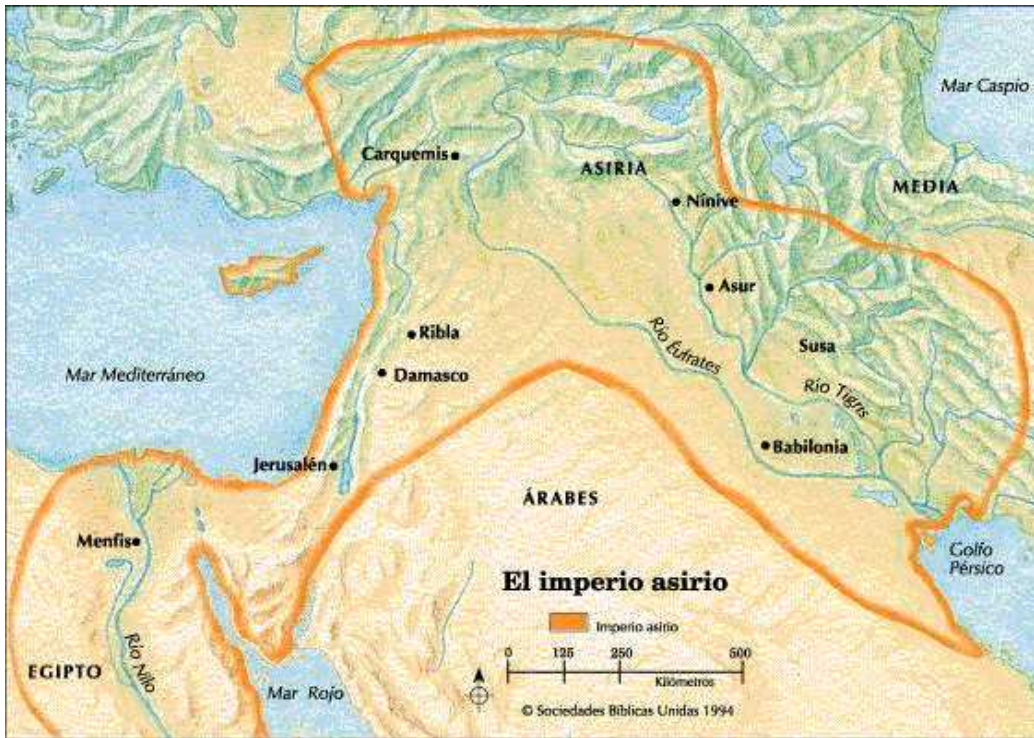 Mar Caspio
Carquemis
ASIRIA
MEDIA
Nínive
Asur
Ribla
Río Éufrates
Susa
Mar Mediterráneo
Damasco
Río Tigris
Babilonia
Jerusalén
ÁRABES
Menfis
Golfo
Pérsico
El imperio asirio
Imperio asirio
EGIPTO
Río Nilo
Mar Rojo
0 125 250 500
Kilómetros
© Sociedades Bíblicas Unidas 1994